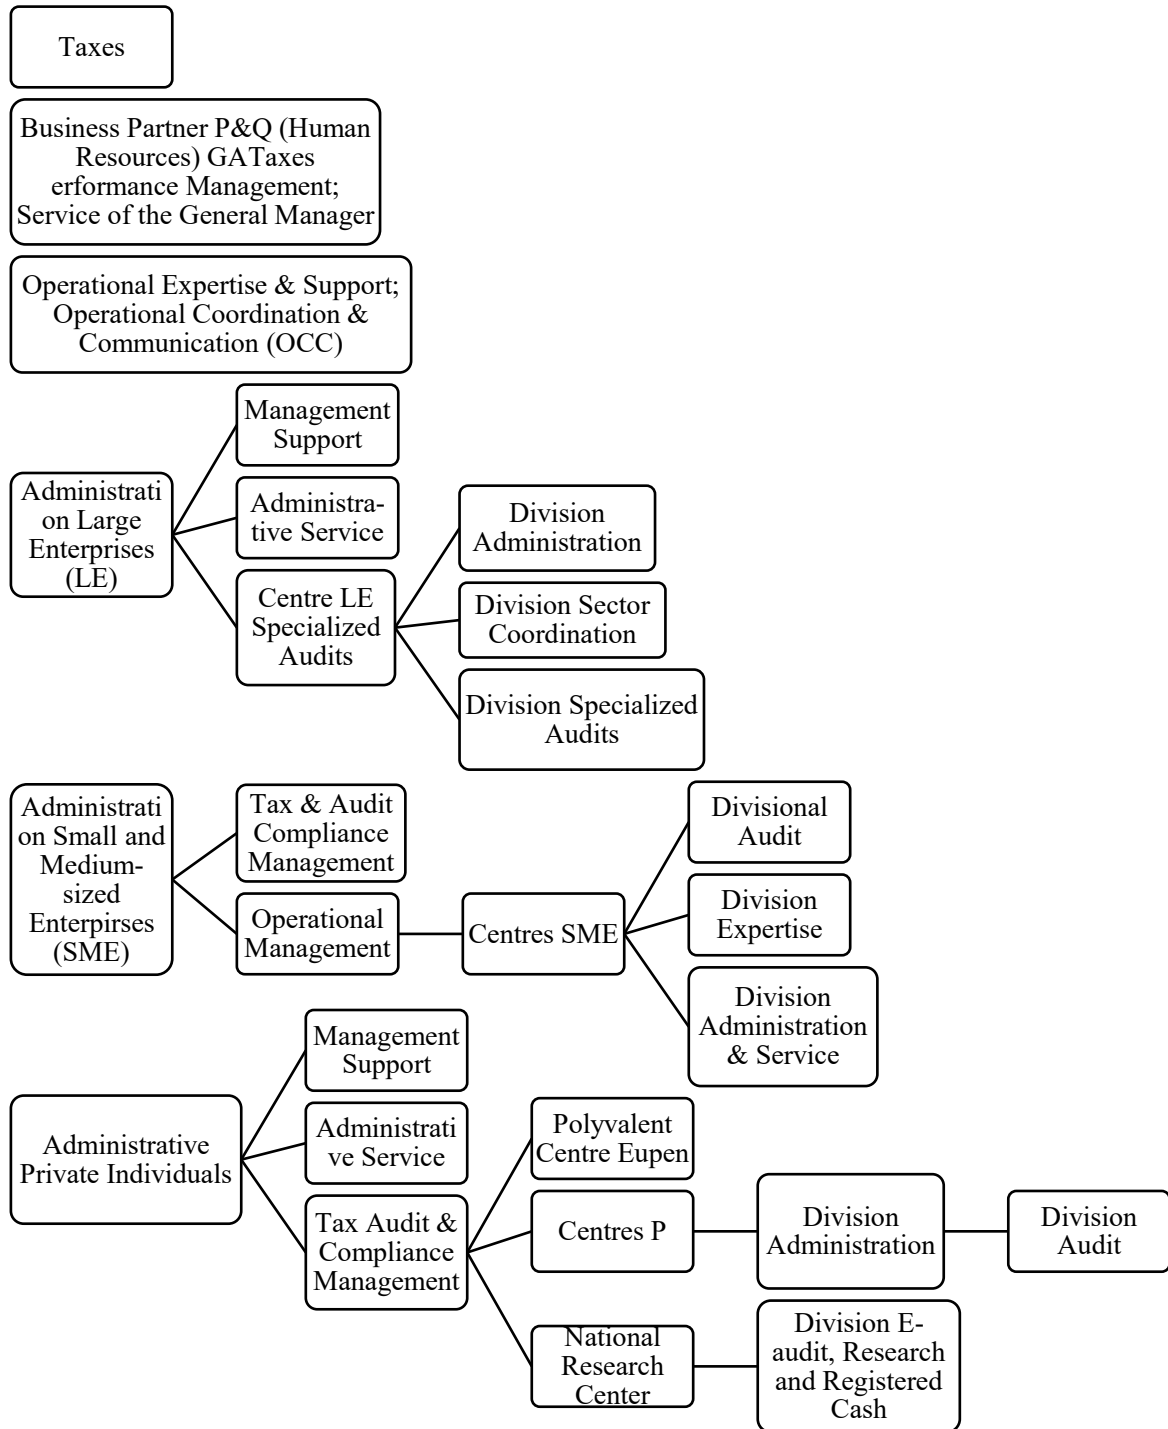 Taxes
Business Partner P&Q (Human
Resources) GATaxes
erformance Management;
Service of the General Manager
Operational Expertise & Support;
Operational Coordination &
Communication (OCC)
Administrati
on Large
Enterprises
(LE)
Management
Support
Administra-
tive Service
Centre LE
Specialized
Audits
Division
Administration
Division Sector
Coordination
Division Specialized
Audits
Administrati
on Small and
Medium-
sized
Enterpirses
(SME)
Tax & Audit
Compliance
Management
Operational
Management
Centres SME
Divisional
Audit
Division
Expertise
Division
Administration
& Service
Administrative
Private Individuals
Management
Support
Administrati
ve Service
Tax Audit &
Compliance
Management
Polyvalent
Centre Eupen
Centres P
Division
Administration
Division
Audit
National
Research
Center
Division E-
audit, Research
and Registered
Cash